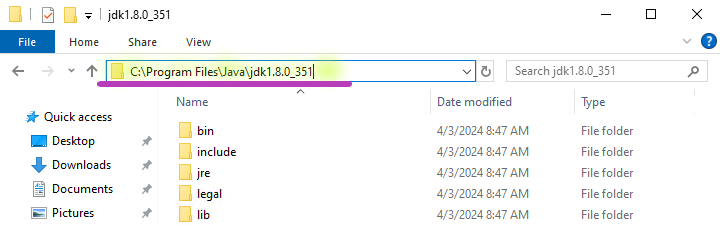 jdk1.8.0_351
File Home Share View
C:\Program Files\Java\jdk1.8.0_351 Search jdk1.8.0_351
Quick access Name Date modified Type
Desktop bin 4/3/2024 8:47 AM File folder
Downloads include 4/3/2024 8:47 AM File folder
Documents jre 4/3/2024 8:47 AM File folder
Pictures legal 4/3/2024 8:47 AM File folder
lib 4/3/2024 8:47 AM File folder